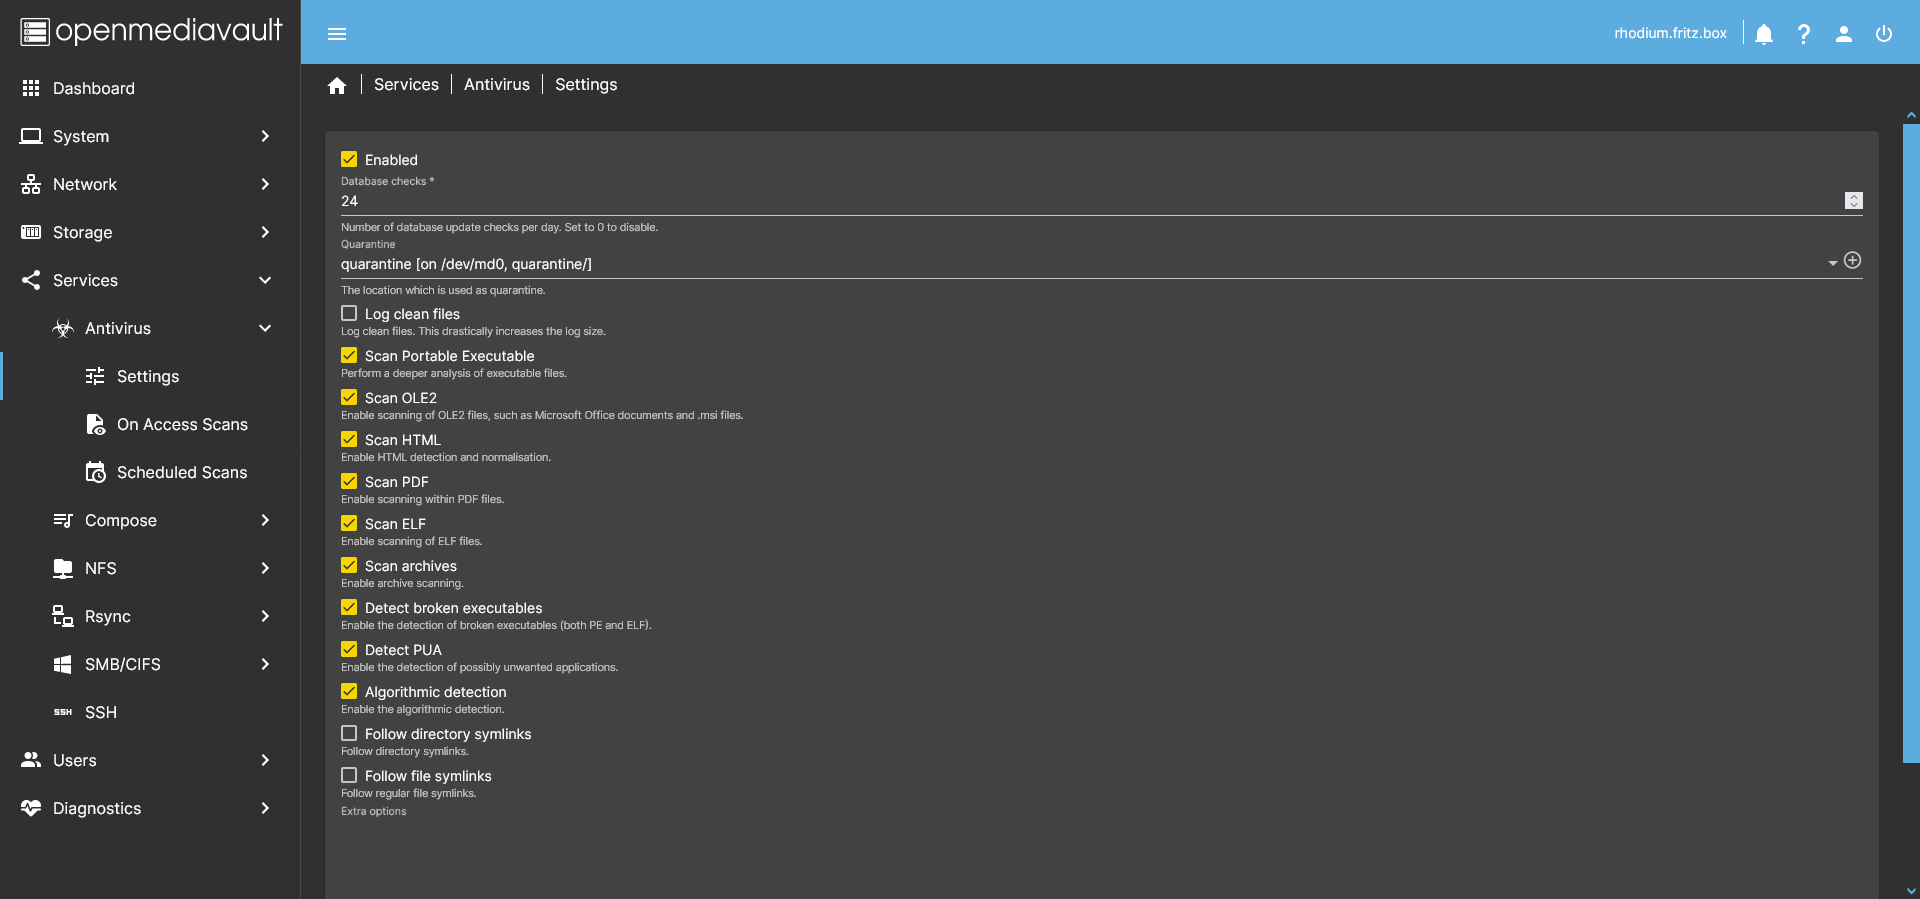 openmediavault
rhodium.fritz.box
Dashboard
System
Network
Storage
Services
Antivirus
Settings
On Access Scans
Scheduled Scans
Compose
NFS
Rsync
SMB/CIFS
SSH SSH
Users
Diagnostics
Services Antivirus Settings
Enabled
Database checks *
24
Number of database update checks per day. Set to 0 to disable.
Quarantine
quarantine [on /dev/md0, quarantine/]
The location which is used as quarantine.
Log clean files
Log clean files. This drastically increases the log size.
Scan Portable Executable
Perform a deeper analysis of executable files.
Scan OLE2
Enable scanning of OLE2 files, such as Microsoft Office documents and .msi files.
Scan HTML
Enable HTML detection and normalisation.
Scan PDF
Enable scanning within PDF files.
Scan ELF
Enable scanning of ELF files.
Scan archives
Enable archive scanning.
Detect broken executables
Enable the detection of broken executables (both PE and ELF).
Detect PUA
Enable the detection of possibly unwanted applications.
Algorithmic detection
Enable the algorithmic detection.
Follow directory symlinks
Follow directory symlinks.
Follow file symlinks
Follow regular file symlinks.
Extra options